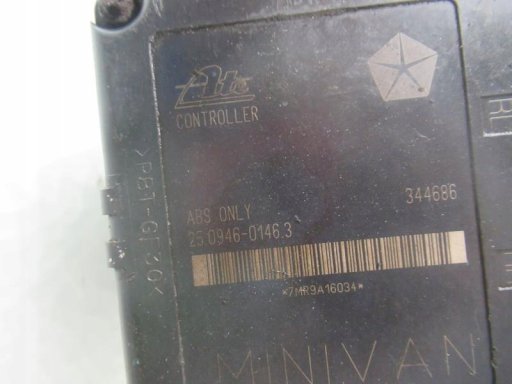 Ate
CONTROLLER
ABS ONLY
344686
25.0946-0146.3
*7MR9A16034*
MINIVAN
>PBT-GF30<